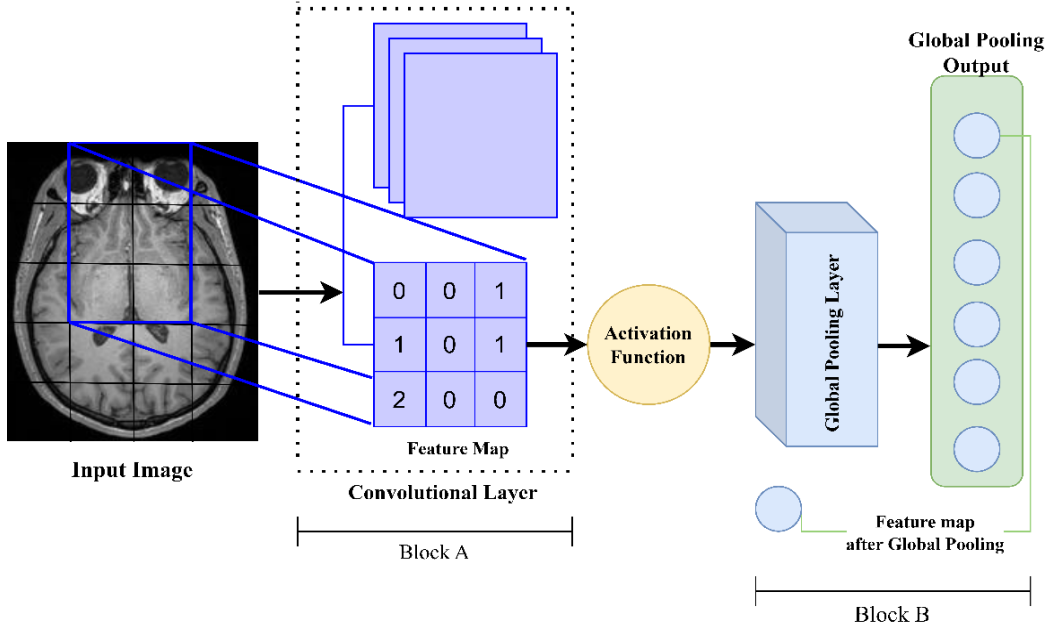 Global Pooling
Output
0 0 1
1 0 1
2 0 0
Feature Map
Activation
Function
Global Pooling Layer
Input Image
Convolutional Layer
Block A
Feature map
after Global Pooling
Block B